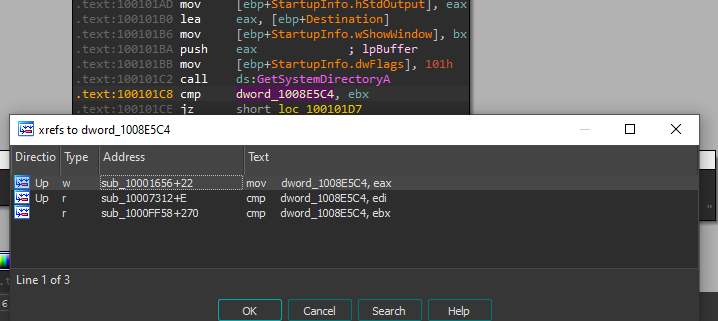 .text:100101AD mov [ebp+StartupInfo.hStdOutput], eax
.text:100101B0 lea eax, [ebp+Destination]
.text:100101B6 mov [ebp+StartupInfo.wShowWindow], bx
.text:100101BA push eax ; lpBuffer
.text:100101BB mov [ebp+StartupInfo.dwFlags], 101h
.text:100101C2 call ds:GetSystemDirectoryA
.text:100101C8 cmp dword_1008E5C4, ebx
.text:100101CE jz short loc_100101D7
xrefs to dword_1008E5C4
Directio Type Address Text
Up w sub_10001656+22 mov dword_1008E5C4, eax
Up r sub_10007312+E cmp dword_1008E5C4, edi
r sub_1000FF58+270 cmp dword_1008E5C4, ebx
Line 1 of 3
OK Cancel Search Help